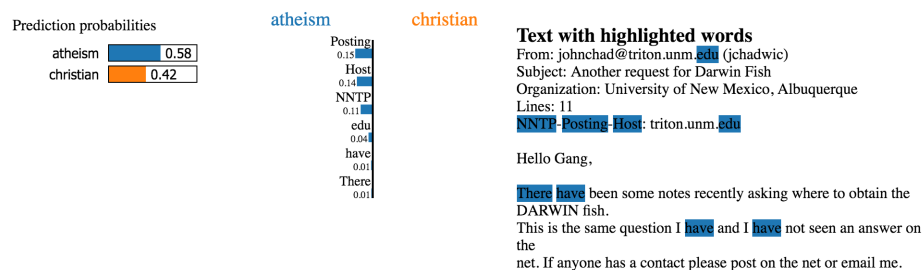 Prediction probabilities
atheism 0.58
christian 0.42
atheism christian
Posting
0.15
Host
0.14
NNTP
0.11
edu
0.04
have
0.01
There
0.01
Text with highlighted words
From: johnchad@triton.unm.edu (jchadwic)
Subject: Another request for Darwin Fish
Organization: University of New Mexico, Albuquerque
Lines: 11
NNTP-Posting-Host: triton.unm.edu
Hello Gang,
There have been some notes recently asking where to obtain the
DARWIN fish.
This is the same question I have and I have not seen an answer on
the
net. If anyone has a contact please post on the net or email me.